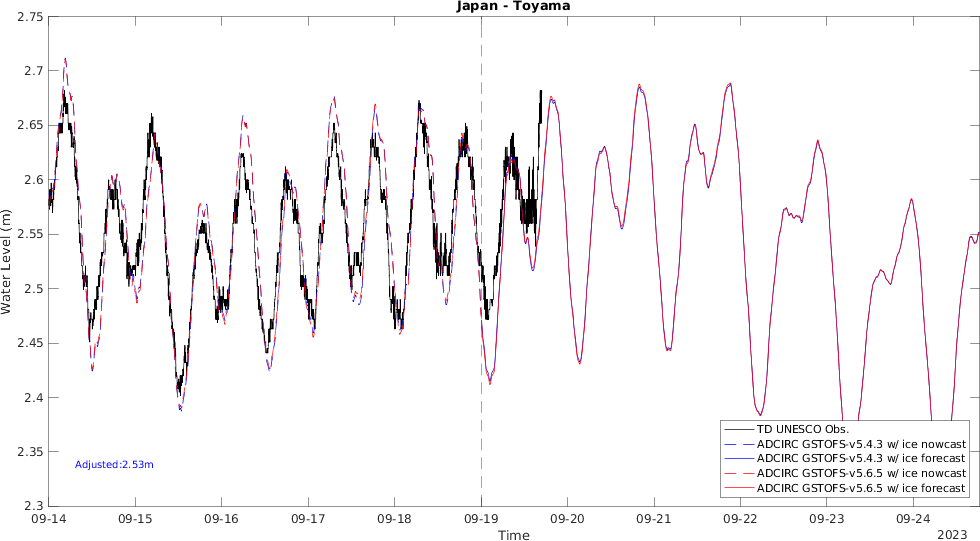 Japan - Toyama
2.75
2.7
2.65
2.6
2.55
2.5
2.45
2.4
2.35
2.3
Water Level (m)
Adjusted:2.53m
TD UNESCO Obs.
ADCIRC GSTOFS-v5.4.3 w/ ice nowcast
ADCIRC GSTOFS-v5.4.3 w/ ice forecast
ADCIRC GSTOFS-v5.6.5 w/ ice nowcast
ADCIRC GSTOFS-v5.6.5 w/ ice forecast
09-14 09-15 09-16 09-17 09-18 09-19 09-20 09-21 09-22 09-23 09-24
Time
2023